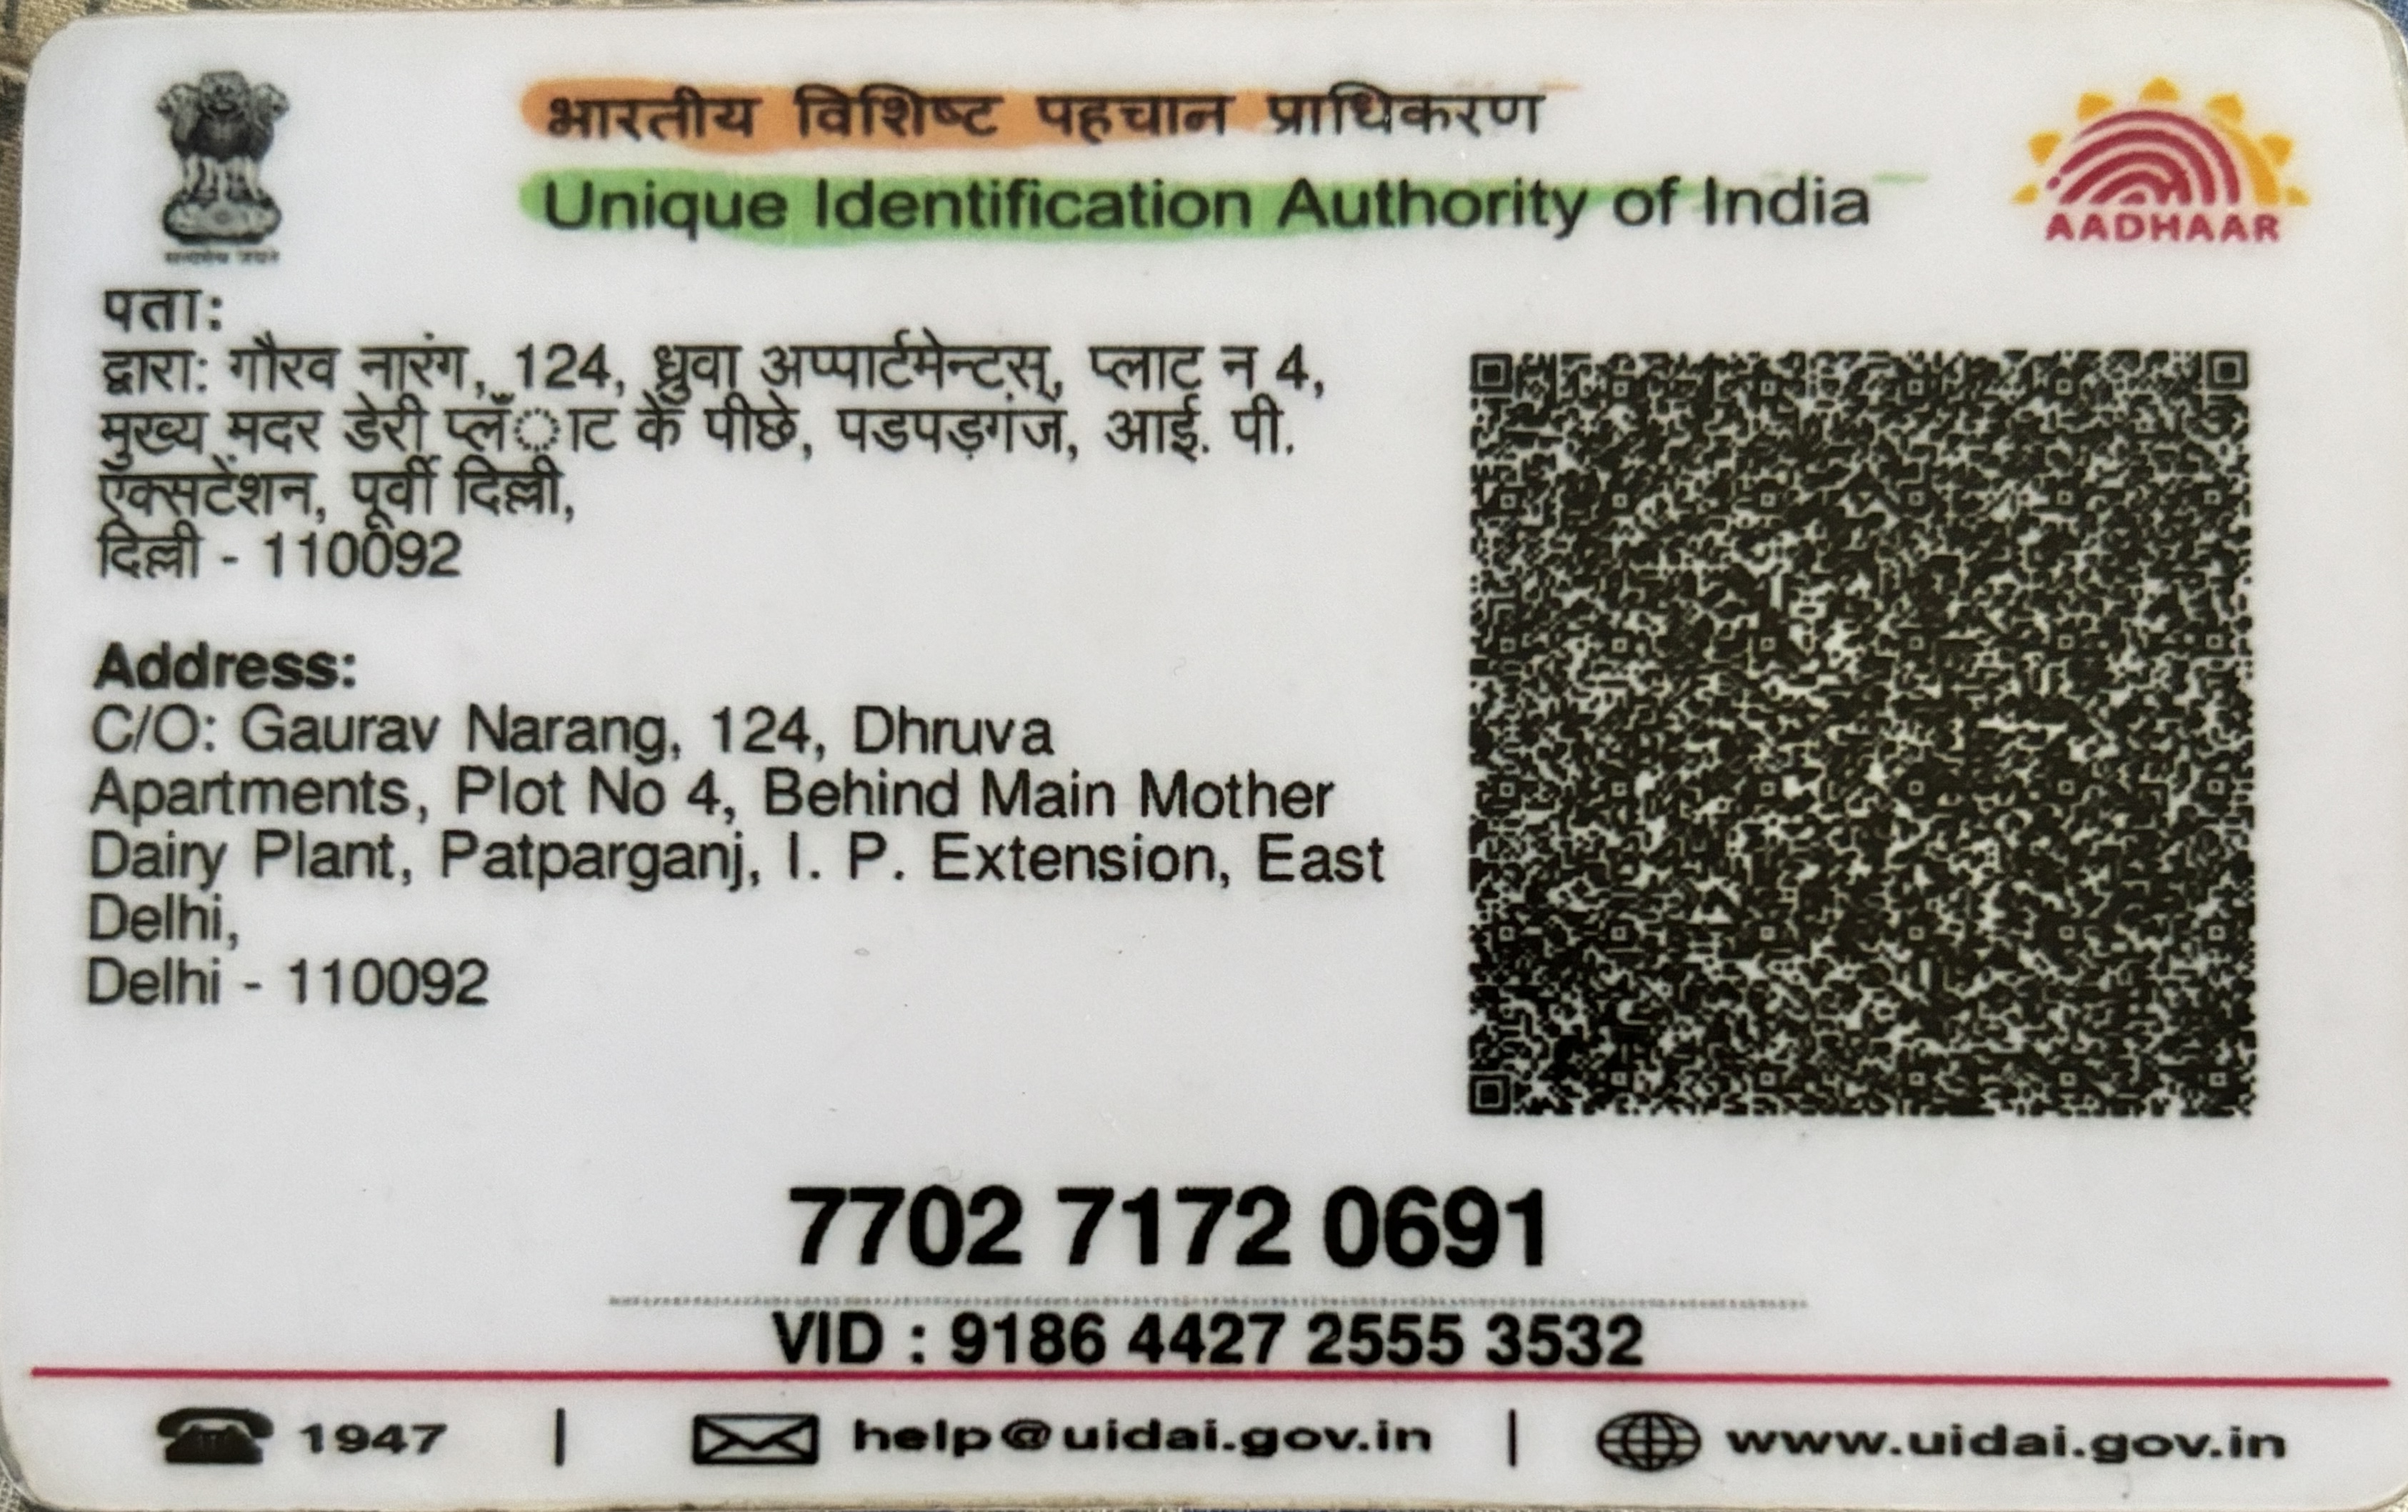 भारतीय विशिष्ट पहचान प्राधिकरण
Unique Identification Authority of India
AADHAAR
सत्यमेव जयते
पता:
द्वारा: गौरव नारंग, 124, ध्रुवा अप्पार्टमेन्टस्, प्लाट न 4,
मुख्य मदर डेरी प्लँाट के पीछे, पडपड़गंज, आई. पी.
एक्सटेंशन, पूर्वी दिल्ली,
दिल्ली - 110092
Address:
C/O: Gaurav Narang, 124, Dhruva
Apartments, Plot No 4, Behind Main Mother
Dairy Plant, Patparganj, I. P. Extension, East
Delhi,
Delhi - 110092
7702 7172 0691
VID : 9186 4427 2555 3532
1947 | help@uidai.gov.in | www.uidai.gov.in